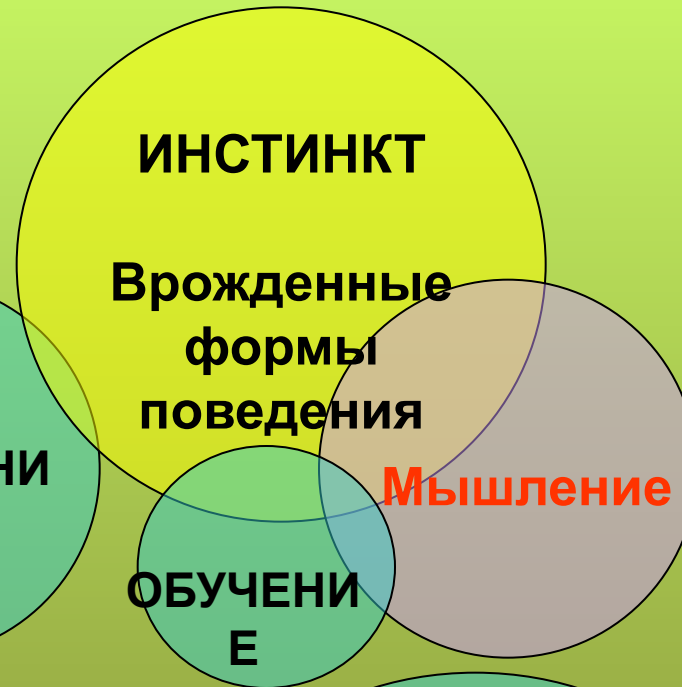 ИНСТИНКТ
Врожденные
формы
поведения
НИ
Мышление
ОБУЧЕНИ
Е